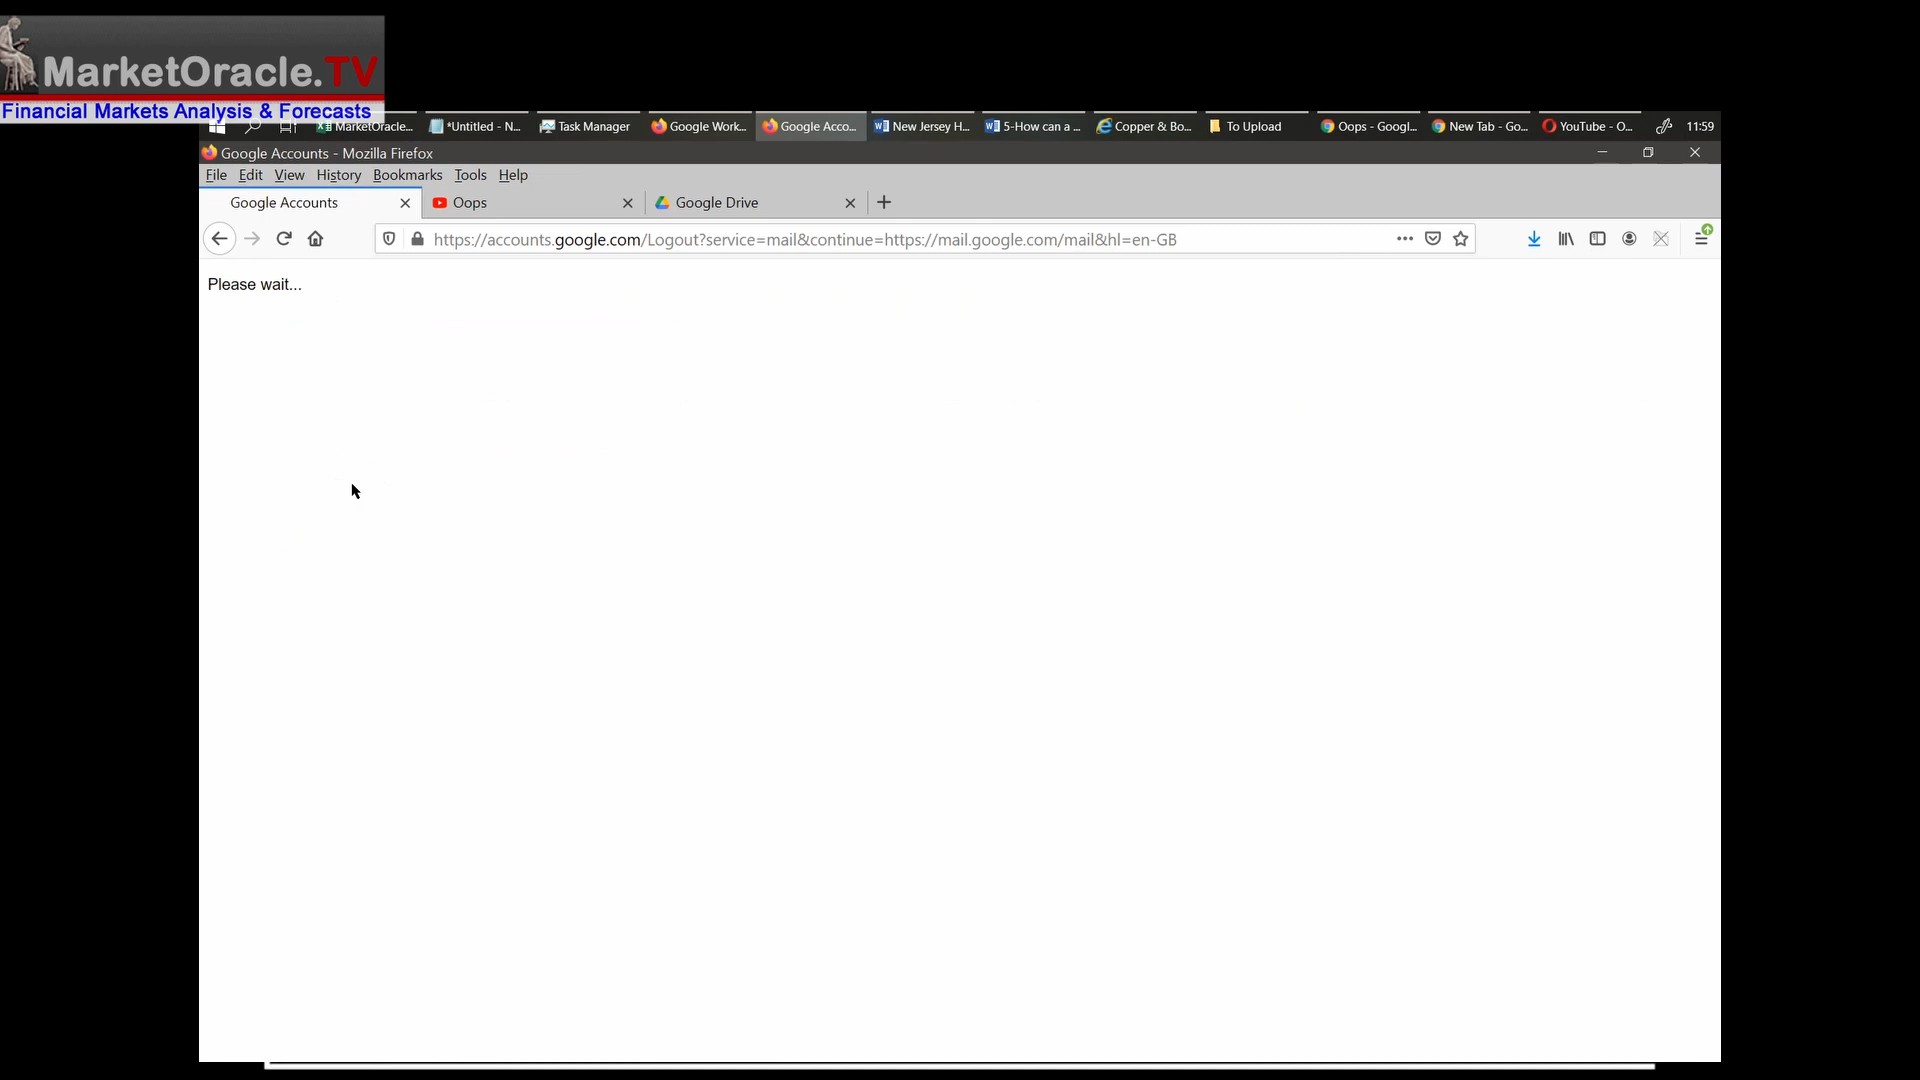 MarketOracle.TV
Financial Markets Analysis & Forecasts
MarketOracle... *Untitled - N... Task Manager Google Work... Google Acco... New Jersey H... 5-How can a ... Copper & Bo... To Upload Oops - Googl... New Tab - Go... YouTube - O... 11:59
Google Accounts - Mozilla Firefox
File Edit View History Bookmarks Tools Help
Google Accounts Oops Google Drive
https://accounts.google.com/Logout?service=mail&continue=https://mail.google.com/mail&hl=en-GB
Please wait...